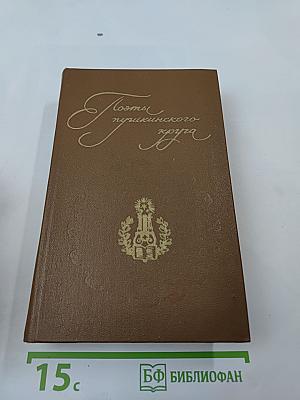 Поэты
пушкинского
круга
15с
БФ БИБЛИОФАН